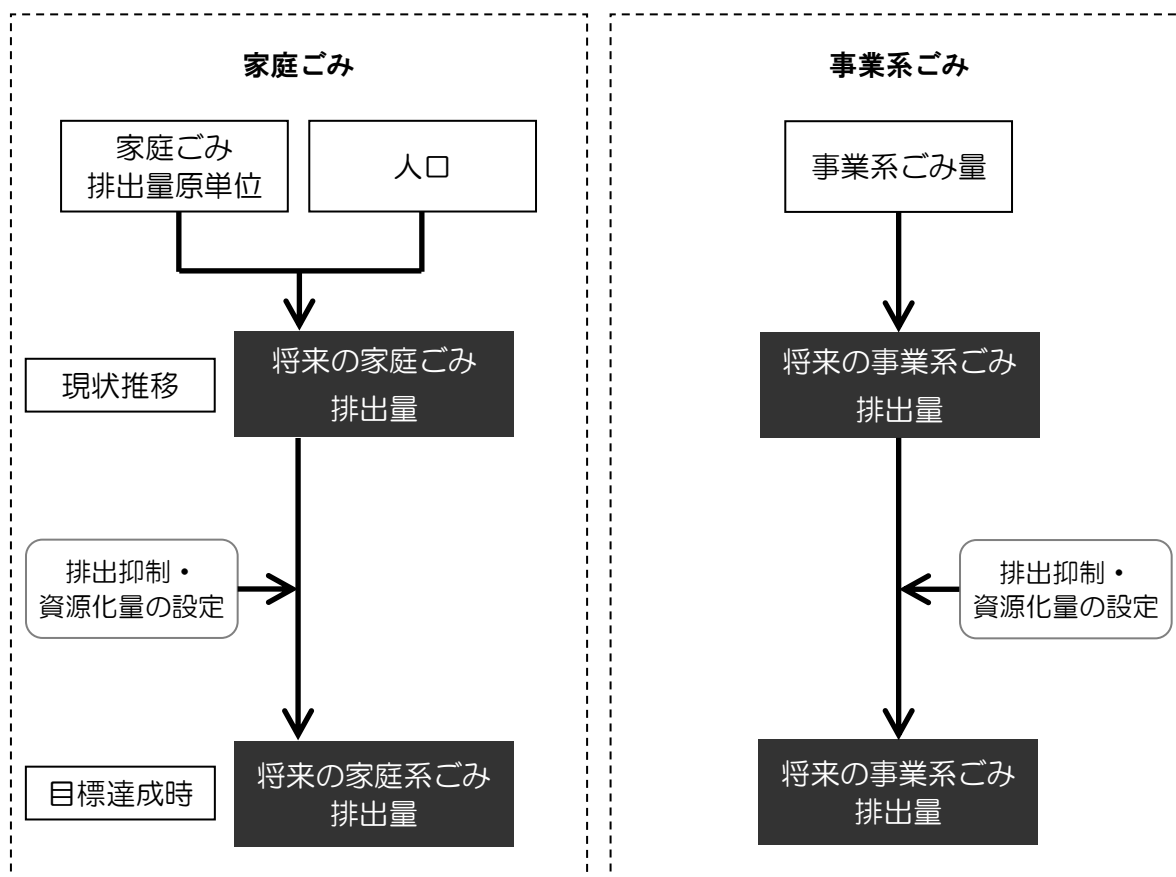 家庭ごみ
家庭ごみ
排出量原単位
人口
現状推移
将来の家庭ごみ
排出量
排出抑制・
資源化量の設定
目標達成時
将来の家庭系ごみ
排出量
事業系ごみ
事業系ごみ量
将来の事業系ごみ
排出量
排出抑制・
資源化量の設定
将来の事業系ごみ
排出量